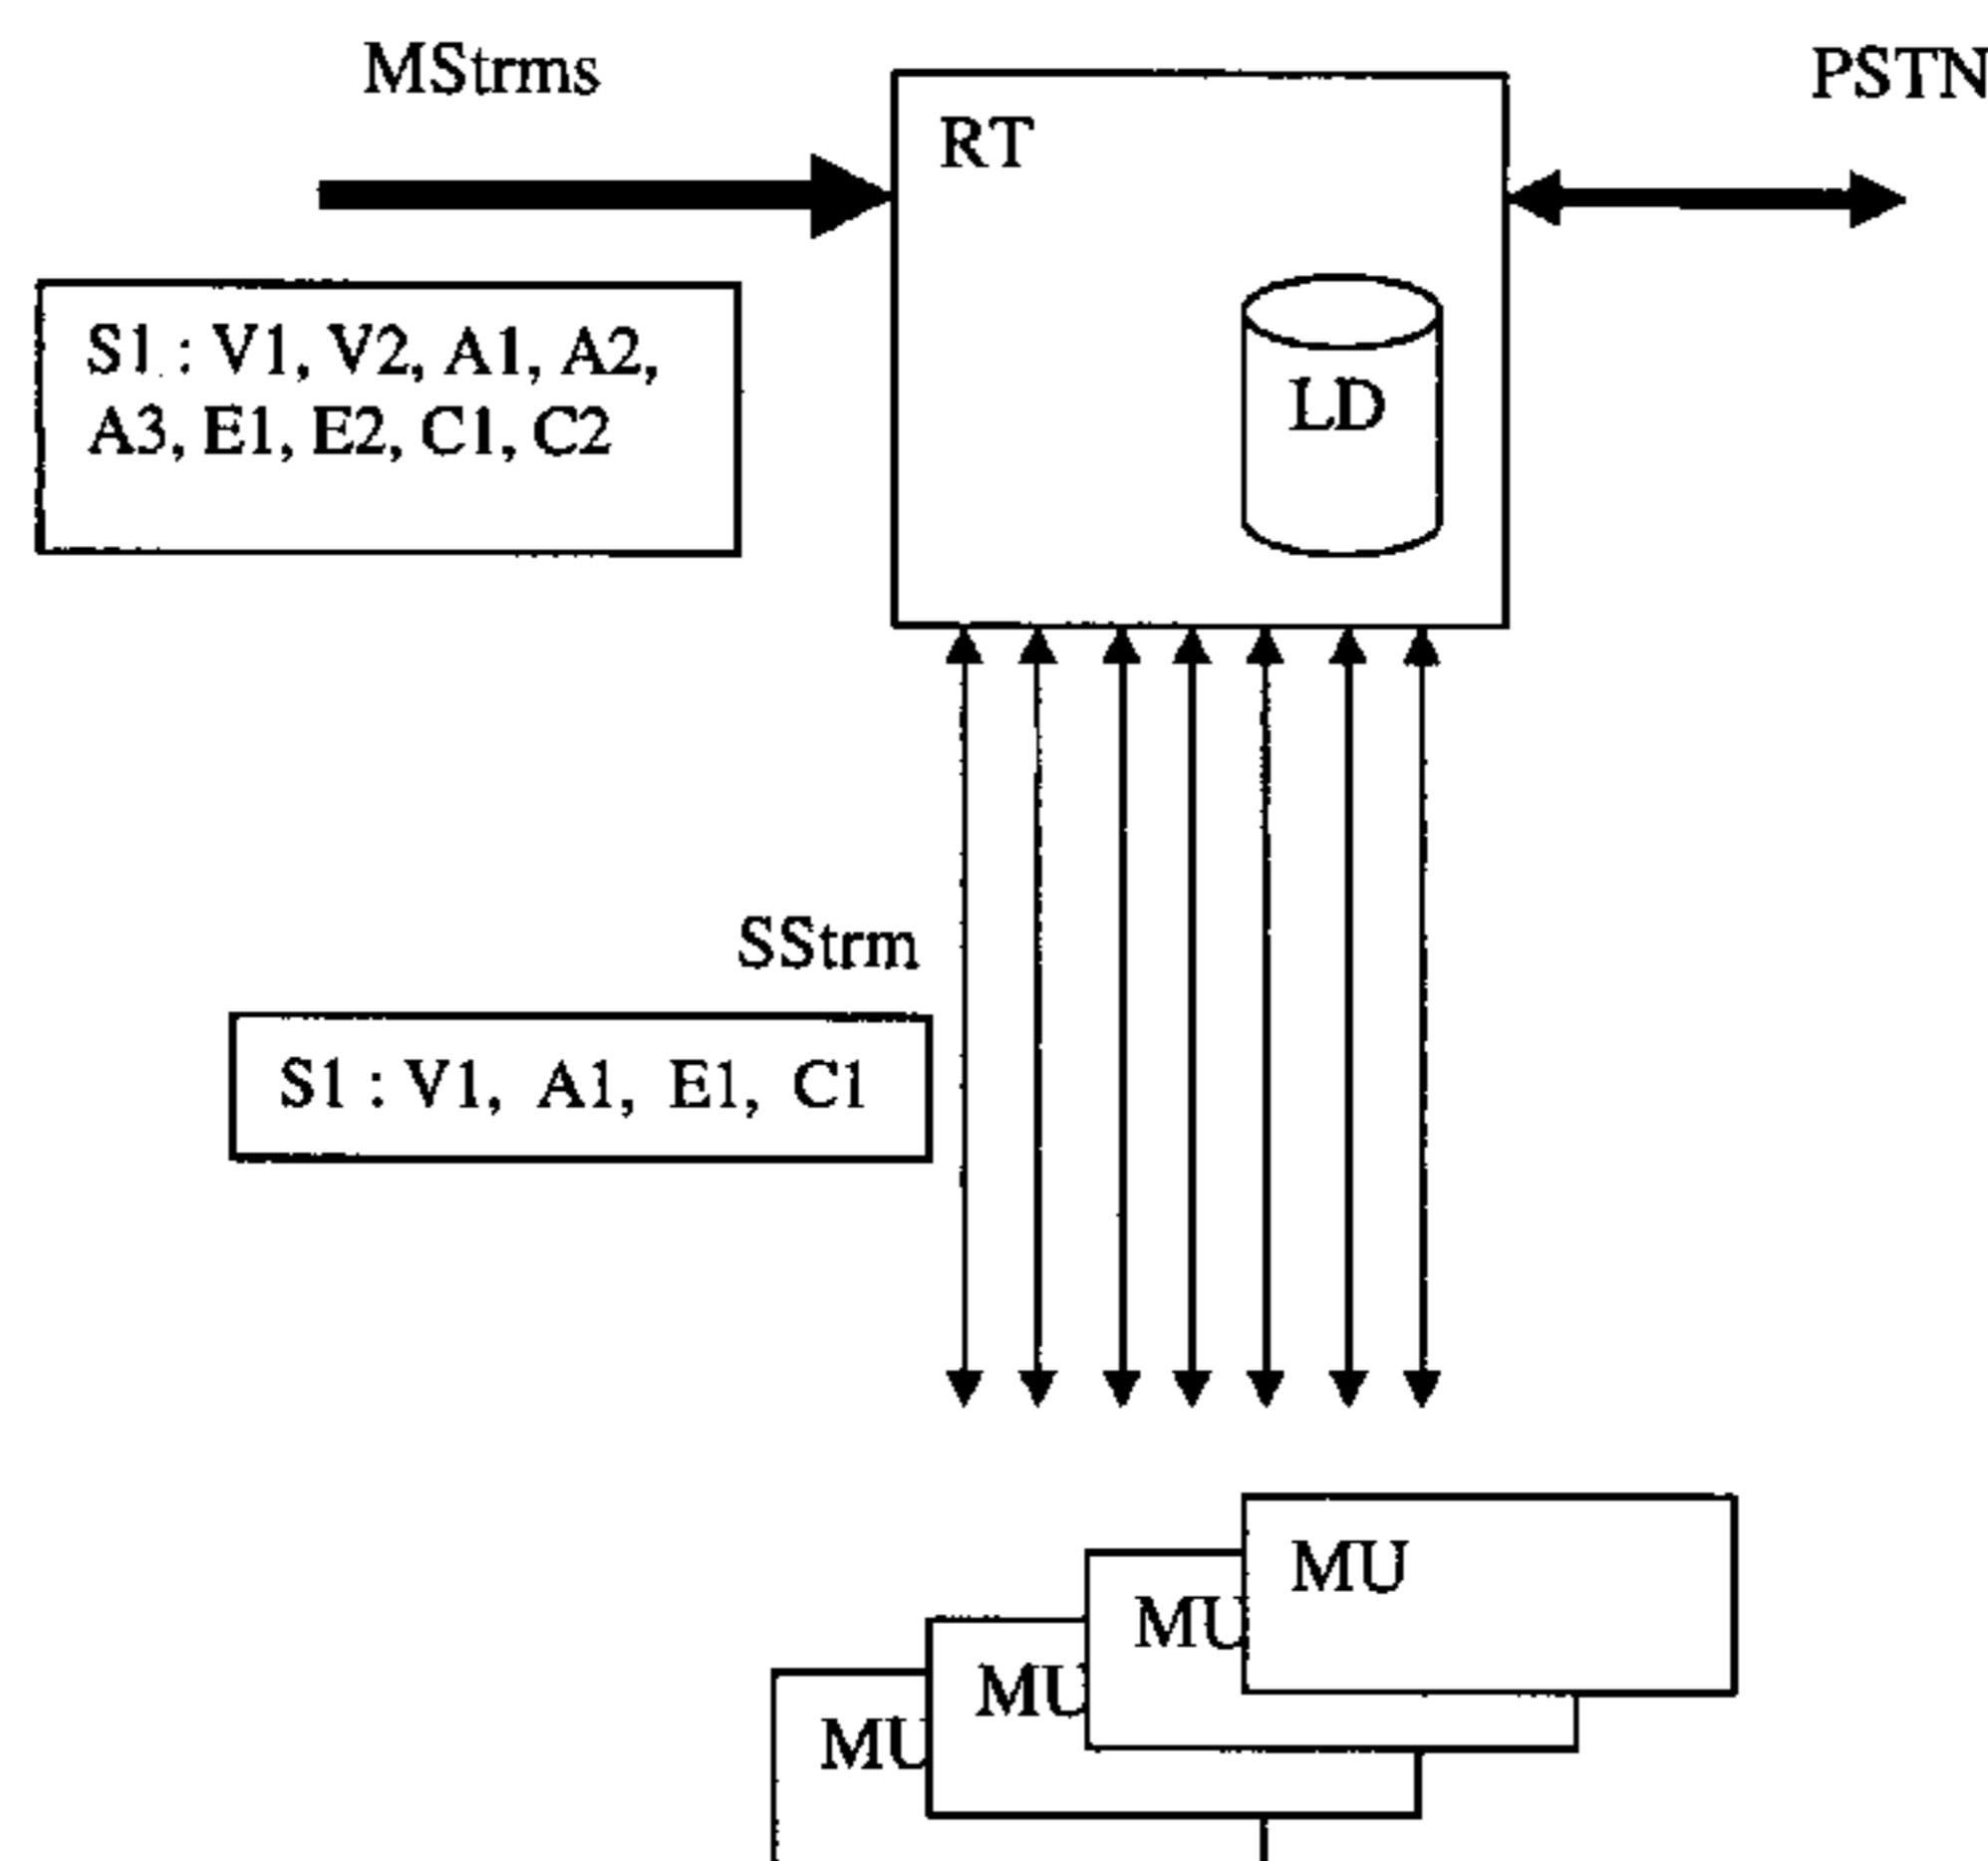 MStrms
PSTN
RT
S1 : V1, V2, A1, A2,
A3, E1, E2, C1, C2
LD
SStrm
S1 : V1, A1, E1, C1
MU
MU
MU
MU